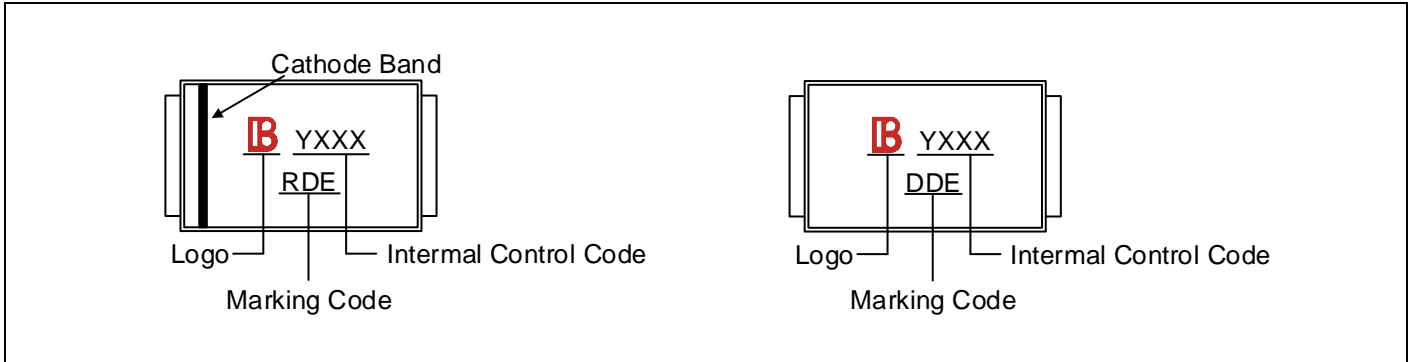 Cathode Band
B YXXX
RDE
Logo
Intermal Control Code
Marking Code
B YXXX
DDE
Logo
Intermal Control Code
Marking Code